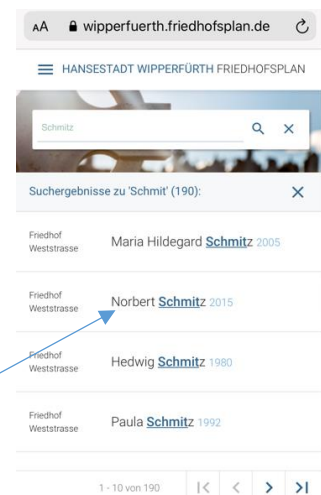 AA wipperfuerth.friedhofsplan.de
HANSESTADT WIPPERFÜRTH FRIEDHOFSPLAN
Schmitz
Suchergebnisse zu 'Schmit' (190):
Friedhof
Weststrasse
Maria Hildegard Schmitz 2005
Friedhof
Weststrasse
Norbert Schmitz 2015
Friedhof
Weststrasse
Hedwig Schmitz 1980
Friedhof
Weststrasse
Paula Schmitz 1992
1 - 10 von 190